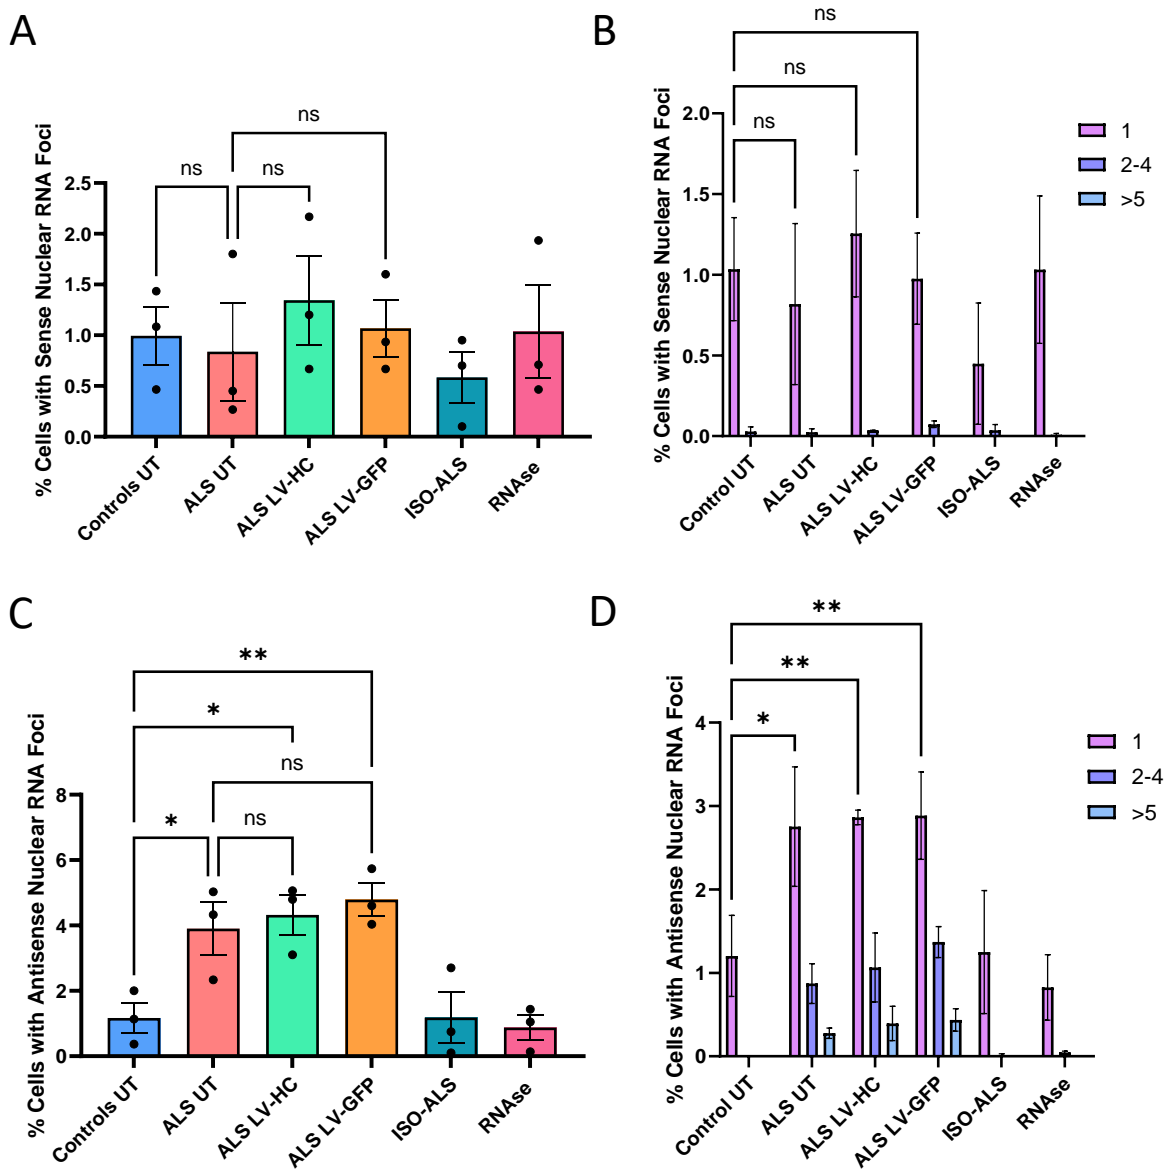 A
% Cells with Sense Nuclear RNA Foci
2.5
2.0
1.5
1.0
0.5
0.0
ns
ns
ns
Controls UT
ALS UT
ALS LV-HC
ALS LV-GFP
ISO-ALS
RNAse
B
% Cells with Sense Nuclear RNA Foci
2.0
1.5
1.0
0.5
0.0
ns
ns
ns
1
2-4
>5
Control UT
ALS UT
ALS LV-HC
ALS LV-GFP
ISO-ALS
RNAse
C
% Cells with Antisense Nuclear RNA Foci
8
6
4
2
0
**
*
ns
*
ns
Controls UT
ALS UT
ALS LV-HC
ALS LV-GFP
ISO-ALS
RNAse
D
% Cells with Antisense Nuclear RNA Foci
4
3
2
1
0
**
**
*
1
2-4
>5
Control UT
ALS UT
ALS LV-HC
ALS LV-GFP
ISO-ALS
RNAse